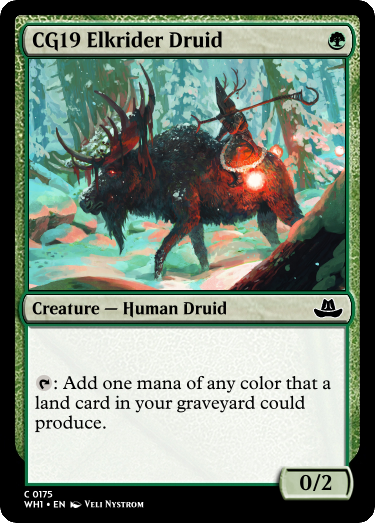 CG19 Elkrider Druid
Creature — Human Druid
: Add one mana of any color that a
land card in your graveyard could
produce.
0/2
C 0175
WH1 • EN Veli Nystrom